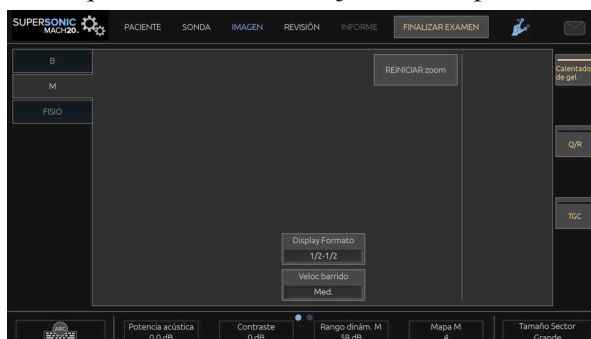 SUPERSONIC
MACH20.
PACIENTE SONDA IMAGEN REVISIÓN INFORME FINALIZAR EXAMEN
B
M
FISIO
REINICIAR zoom
Calentado
de gel
Q/R
TGC
Display Formato
1/2-1/2
Veloc barrido
Med.
ABC
Potencia acústica Contraste Rango dinám. M Mapa M Tamaño Sector
0.0 dB 0 dB 58 dB 4 Grande